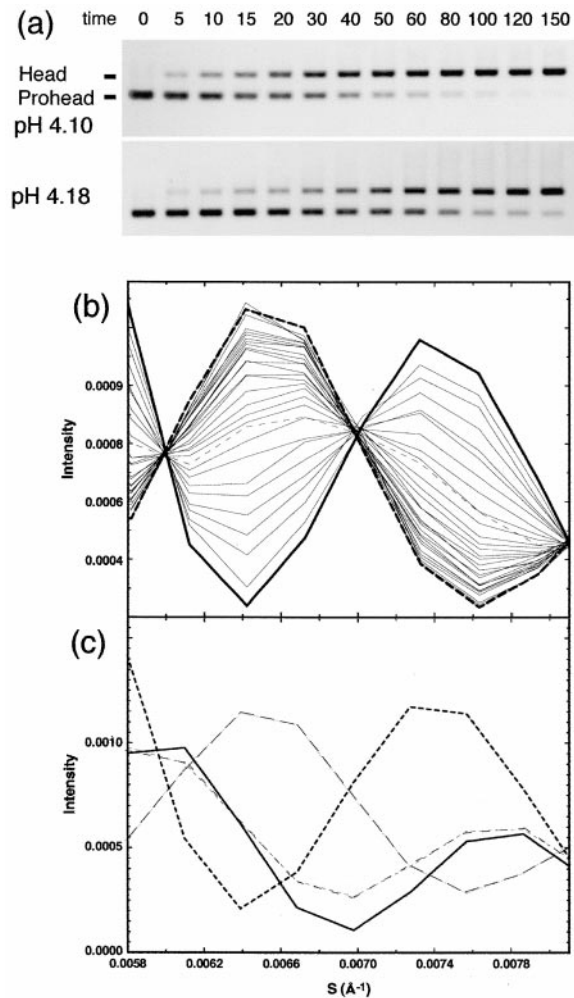 (a) time 0 5 10 15 20 30 40 50 60 80 100 120 150
Head
Prohead
pH 4.10
pH 4.18
(b)
0.0009
0.0008
0.0006
0.0004
Intensity
(c)
0.0010
0.0005
0.0000
Intensity
0.0058 0.0062 0.0066 0.0070 0.0074 0.0078
S (Å⁻¹)